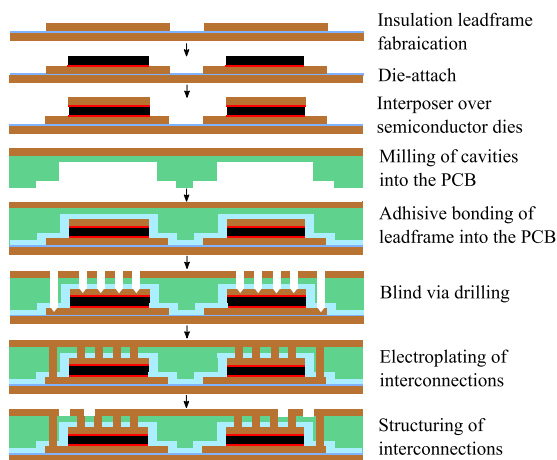 Insulation leadframe
fabraication
Die-attach
Interposer over
semiconductor dies
Milling of cavities
into the PCB
Adhisive bonding of
leadframe into the PCB
Blind via drilling
Electroplating of
interconnections
Structuring of
interconnections